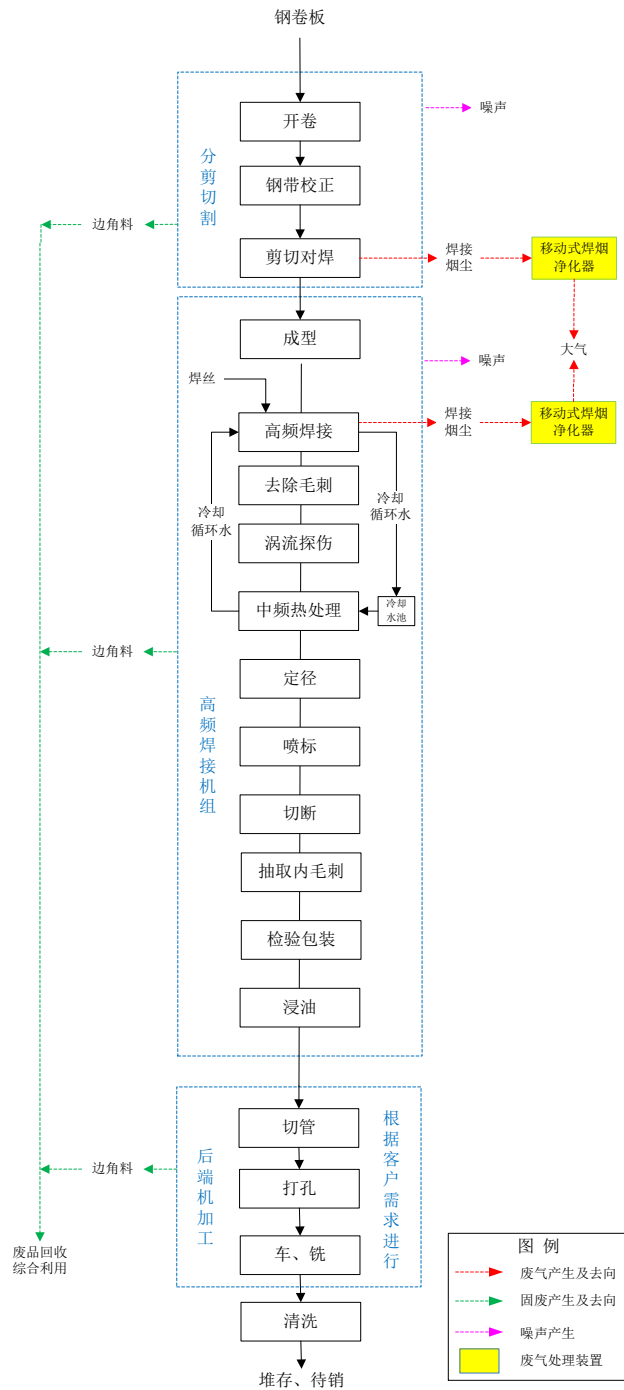 钢卷板
开卷
噪声
分剪切割
钢带校正
边角料
剪切对焊
焊接
烟尘
移动式焊烟
净化器
大气
成型
噪声
焊丝
高频焊接
焊接
烟尘
移动式焊烟
净化器
去除毛刺
冷却
循环水
冷却
循环水
涡流探伤
中频热处理
冷却
水池
边角料
定径
高频焊接机组
喷标
切断
抽取内毛刺
检验包装
浸油
切管
后端机加工
根据客户需求进行
边角料
打孔
车、铣
废品回收
综合利用
清洗
堆存、待销
图 例
废气产生及去向
固废产生及去向
噪声产生
废气处理装置